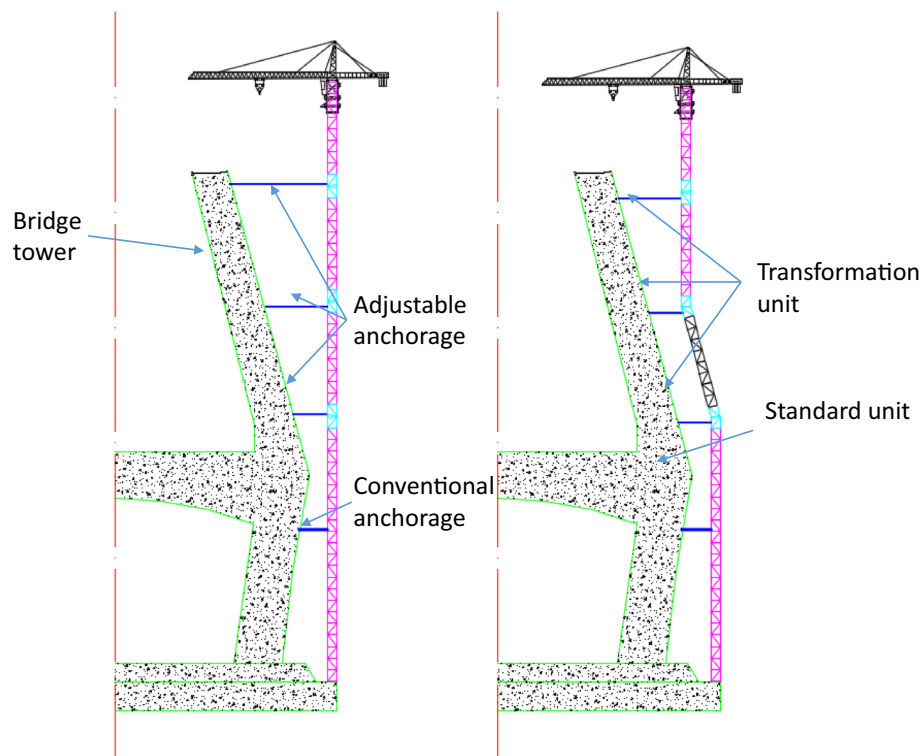 Bridge
tower
Adjustable
anchorage
Conventional
anchorage
Transformation
unit
Standard unit